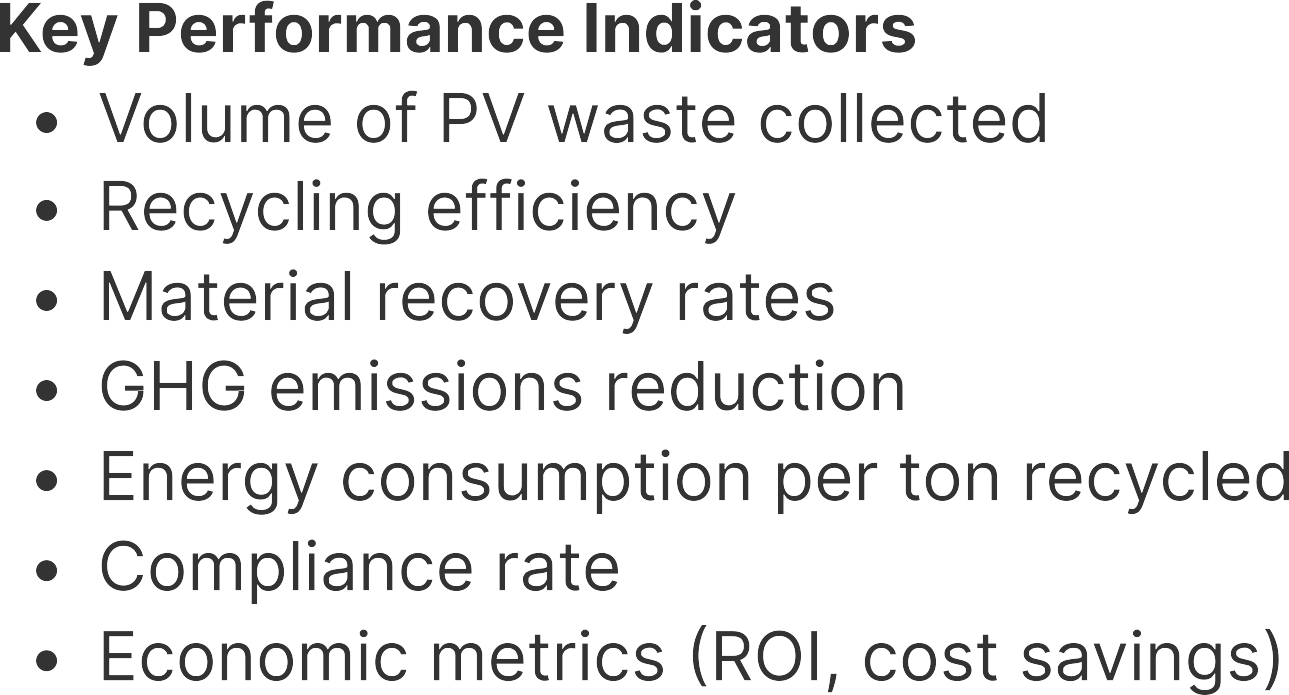 Key Performance Indicators
• Volume of PV waste collected
• Recycling efficiency
• Material recovery rates
• GHG emissions reduction
• Energy consumption per ton recycled
• Compliance rate
• Economic metrics (ROI, cost savings)